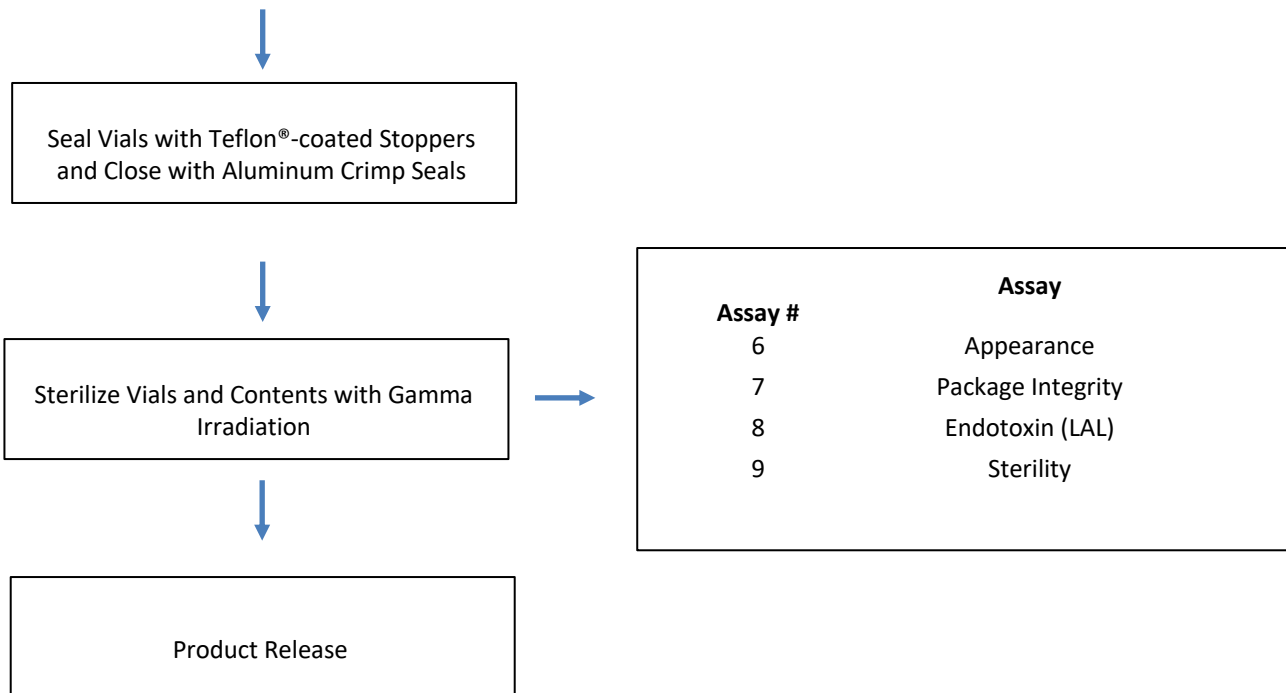 Seal Vials with Teflon®-coated Stoppers
and Close with Aluminum Crimp Seals
Sterilize Vials and Contents with Gamma
Irradiation
Assay
Assay #
6 Appearance
7 Package Integrity
8 Endotoxin (LAL)
9 Sterility
Product Release